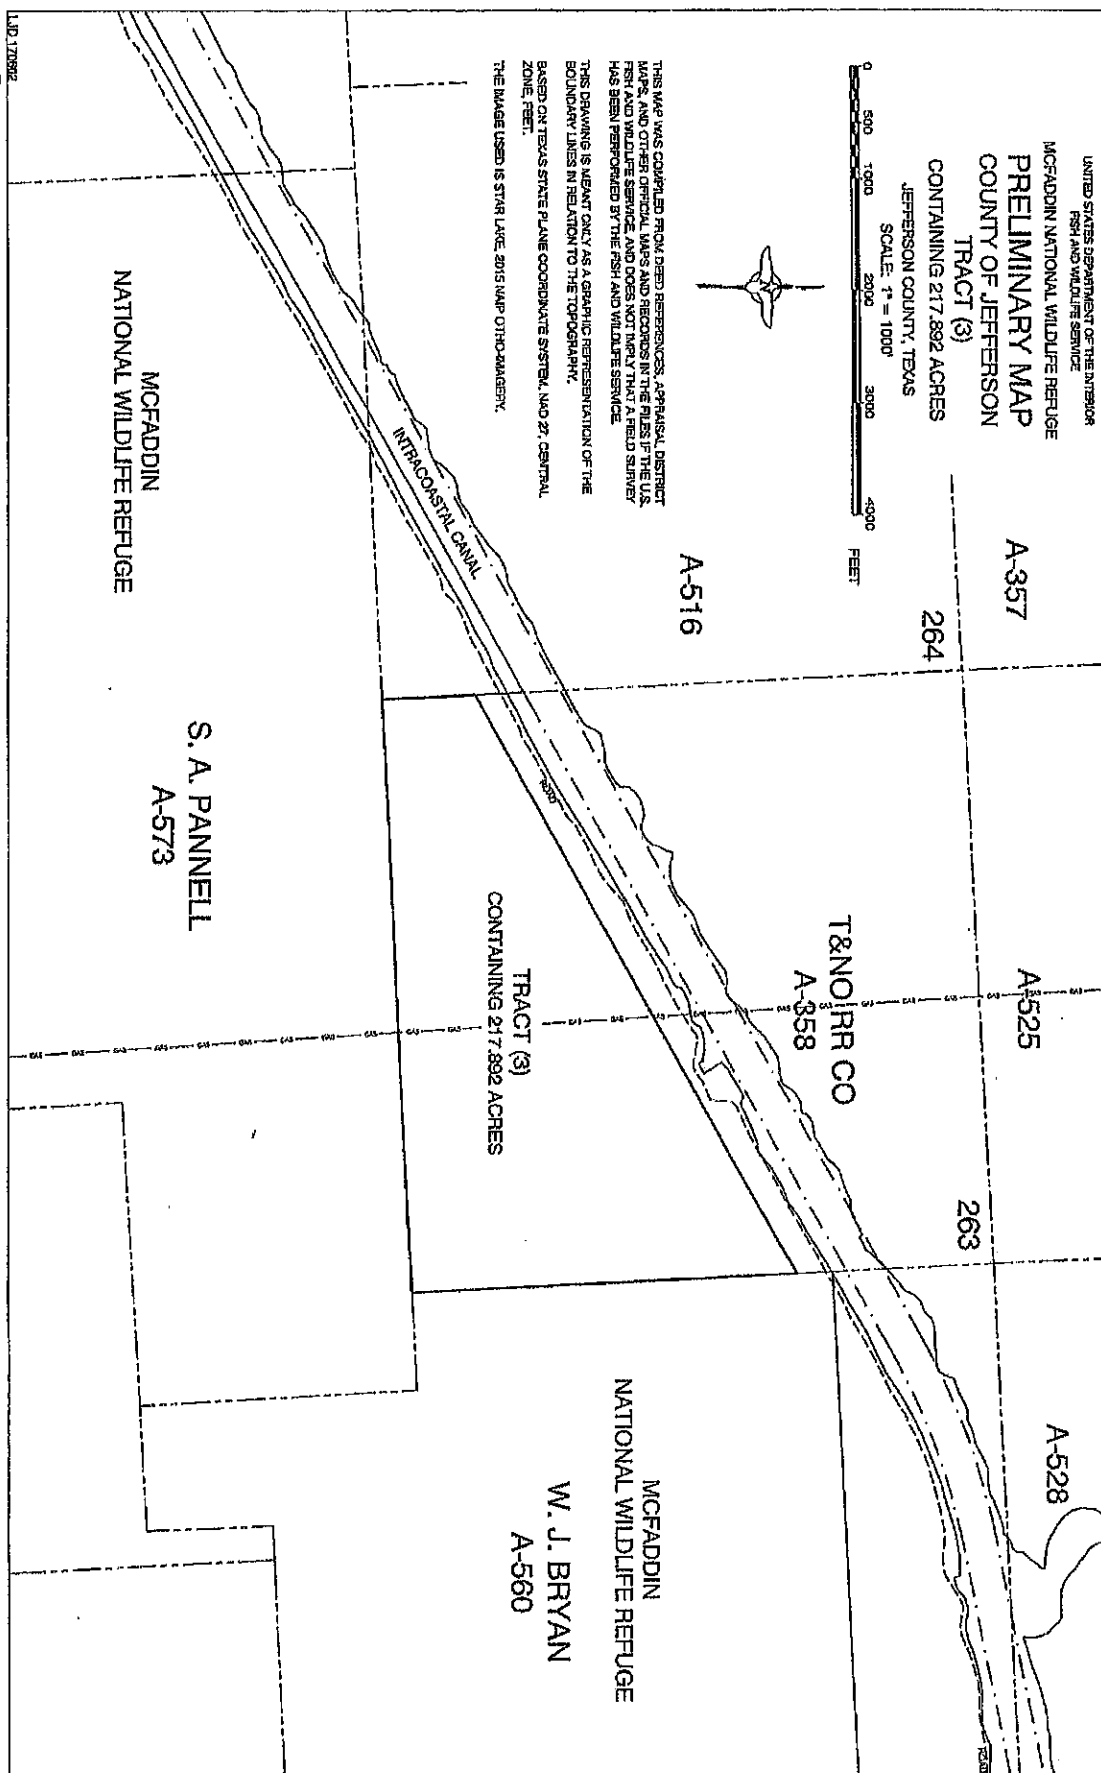 UNITED STATES DEPARTMENT OF THE INTERIOR
FISH AND WILDLIFE SERVICE
MCFADDIN NATIONAL WILDLIFE REFUGE
PRELIMINARY MAP
COUNTY OF JEFFERSON
TRACT (3)
CONTAINING 217.892 ACRES
JEFFERSON COUNTY, TEXAS
SCALE: 1" = 1000'
0 500 1000 2000 3000 4000 FEET
N
THIS MAP WAS COMPILED FROM DEED REFERENCES, APPRAISAL DISTRICT
MAPS, AND OTHER OFFICIAL MAPS AND RECORDS IN THE FILES IF THE U.S.
FISH AND WILDLIFE SERVICE, AND DOES NOT IMPLY THAT A FIELD SURVEY
HAS BEEN PERFORMED BY THE FISH AND WILDLIFE SERVICE.
THIS DRAWING IS MEANT ONLY AS A GRAPHIC REPRESENTATION OF THE
BOUNDARY LINES IN RELATION TO THE TOPOGRAPHY.
BASED ON TEXAS STATE PLANE COORDINATE SYSTEM, NAD 27, CENTRAL
ZONE, FEET.
THE IMAGE USED IS STAR LAKE, 2015 NAIP OTHO-IMAGERY.
A-357
264
A-516
A-525
263
A-528
T&NO RR CO
A-358
INTRACOASTAL CANAL
ROAD
ROAD
GAS
TRACT (3)
CONTAINING 217.892 ACRES
MCFADDIN
NATIONAL WILDLIFE REFUGE
W. J. BRYAN
A-560
MCFADDIN
NATIONAL WILDLIFE REFUGE
S. A. PANNELL
A-573
LJD 170602